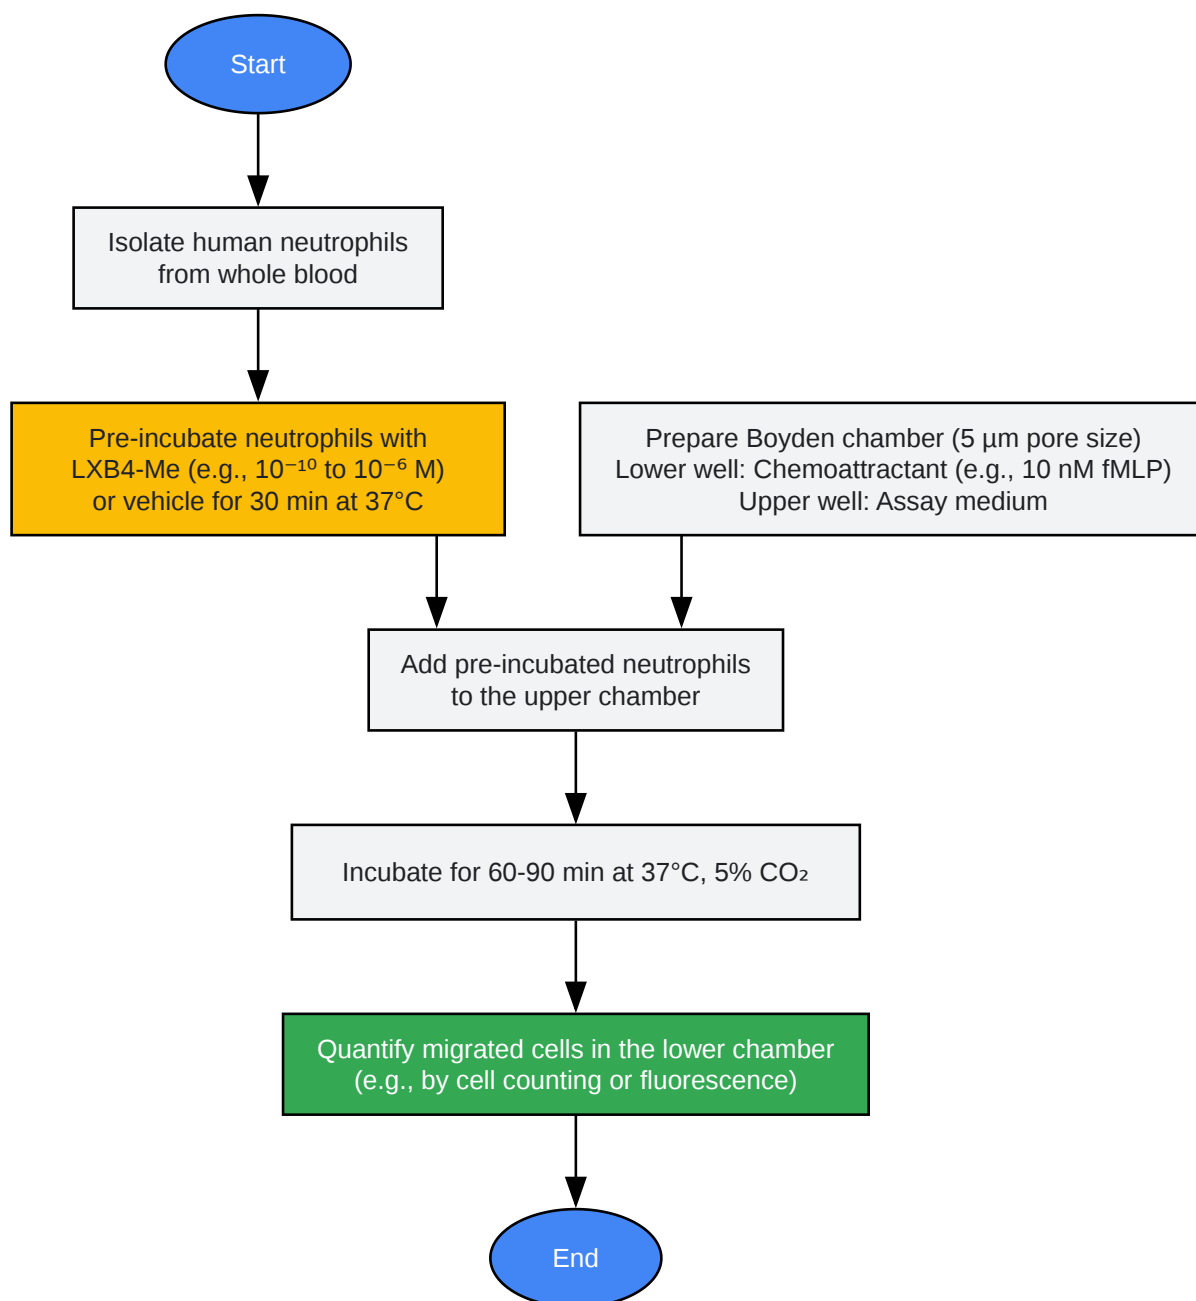 Start
Isolate human neutrophils
from whole blood
Pre-incubate neutrophils with
LXB4-Me (e.g., 10⁻¹⁰ to 10⁻⁶ M)
or vehicle for 30 min at 37°C
Prepare Boyden chamber (5 µm pore size)
Lower well: Chemoattractant (e.g., 10 nM fMLP)
Upper well: Assay medium
Add pre-incubated neutrophils
to the upper chamber
Incubate for 60-90 min at 37°C, 5% CO₂
Quantify migrated cells in the lower chamber
(e.g., by cell counting or fluorescence)
End